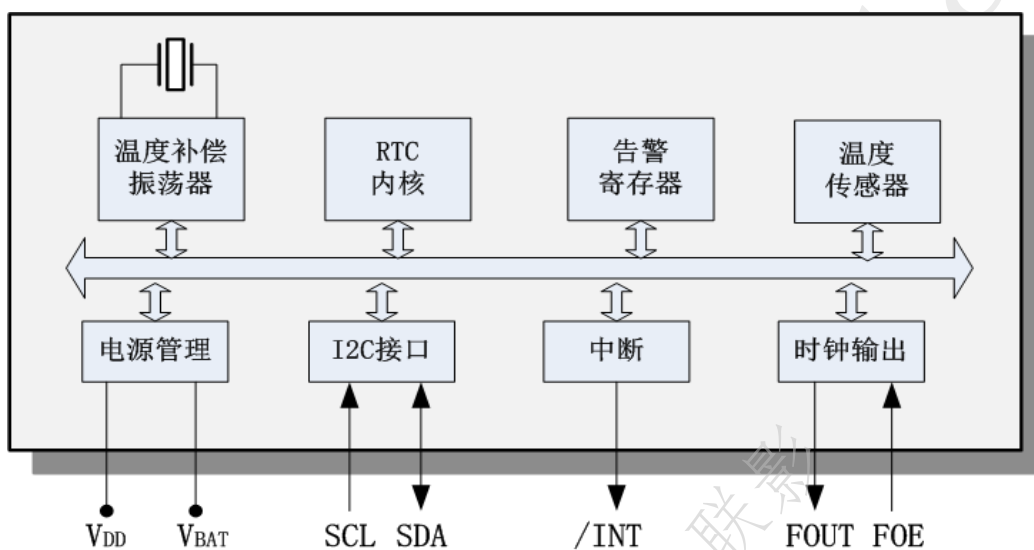 温度补偿
振荡器
RTC
内核
告警
寄存器
温度
传感器
电源管理
I2C接口
中断
时钟输出
VDD
VBAT
SCL
SDA
/INT
FOUT
FOE
联影